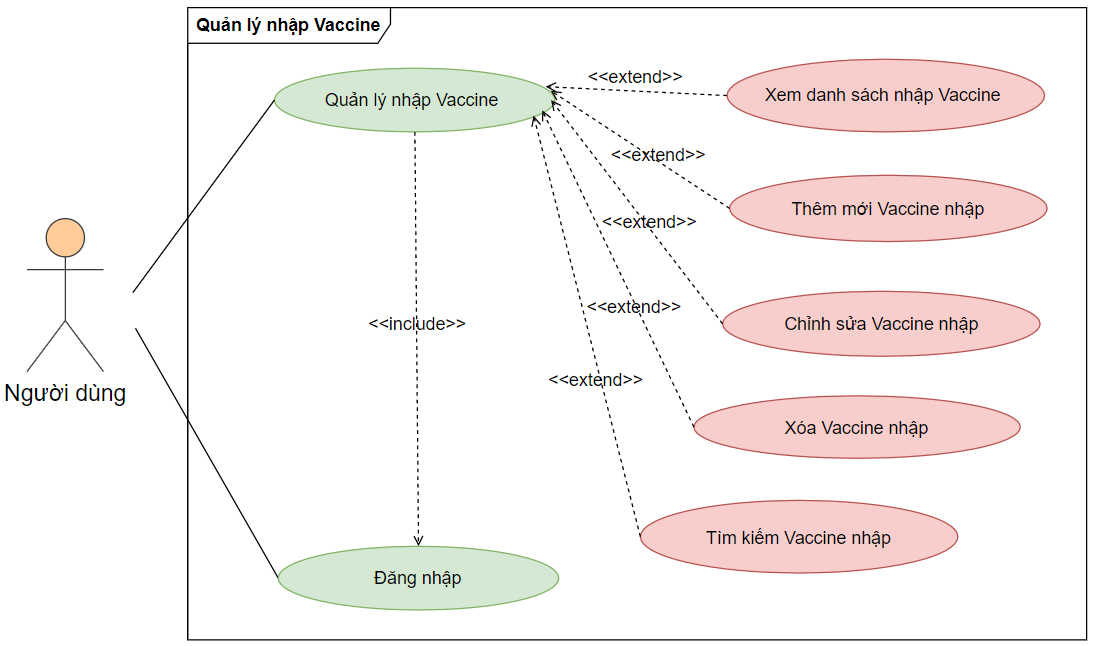 Quản lý nhập Vaccine
Quản lý nhập Vaccine
<<extend>>
Xem danh sách nhập Vaccine
<<extend>>
Thêm mới Vaccine nhập
<<extend>>
<<extend>>
Chỉnh sửa Vaccine nhập
<<include>>
<<extend>>
Người dùng
Xóa Vaccine nhập
Tìm kiếm Vaccine nhập
Đăng nhập